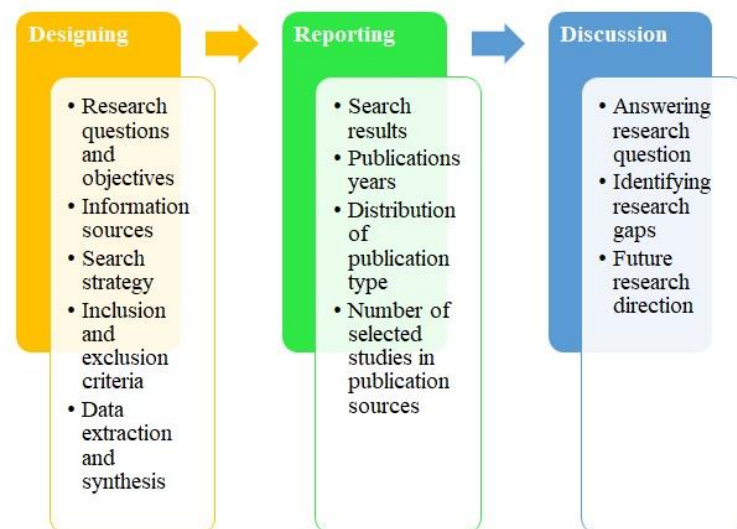 Designing
• Research
questions
and
objectives
• Information
sources
• Search
strategy
• Inclusion
and
exclusion
criteria
• Data
extraction
and
synthesis
Reporting
• Search
results
• Publications
years
• Distribution
of
publication
type
• Number of
selected
studies in
publication
sources
Discussion
• Answering
research
question
• Identifying
research
gaps
• Future
research
direction